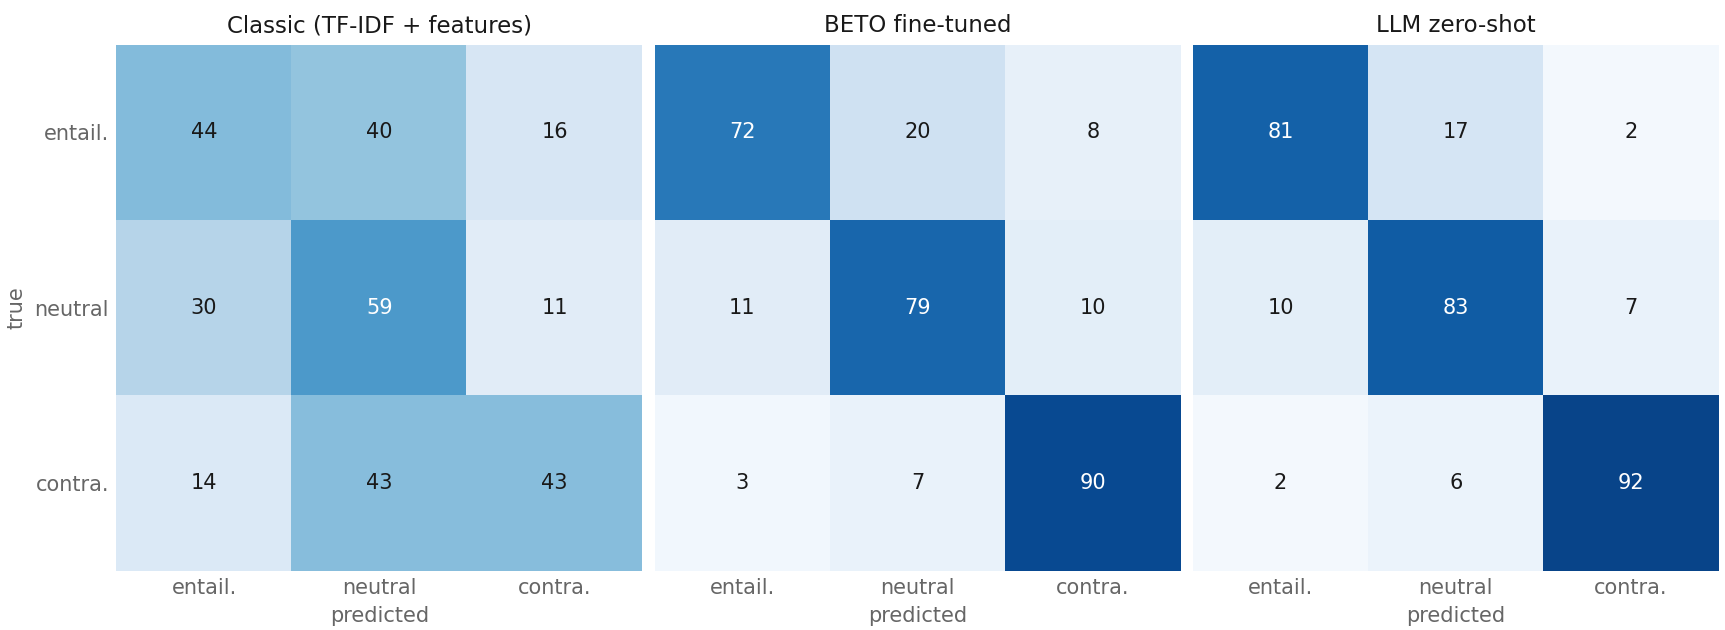 Classic (TF-IDF + features)
BETO fine-tuned
LLM zero-shot
true
entail.
44 40 16
72 20 8
81 17 2
neutral
30 59 11
11 79 10
10 83 7
contra.
14 43 43
3 7 90
2 6 92
entail. neutral contra.
entail. neutral contra.
entail. neutral contra.
predicted
predicted
predicted